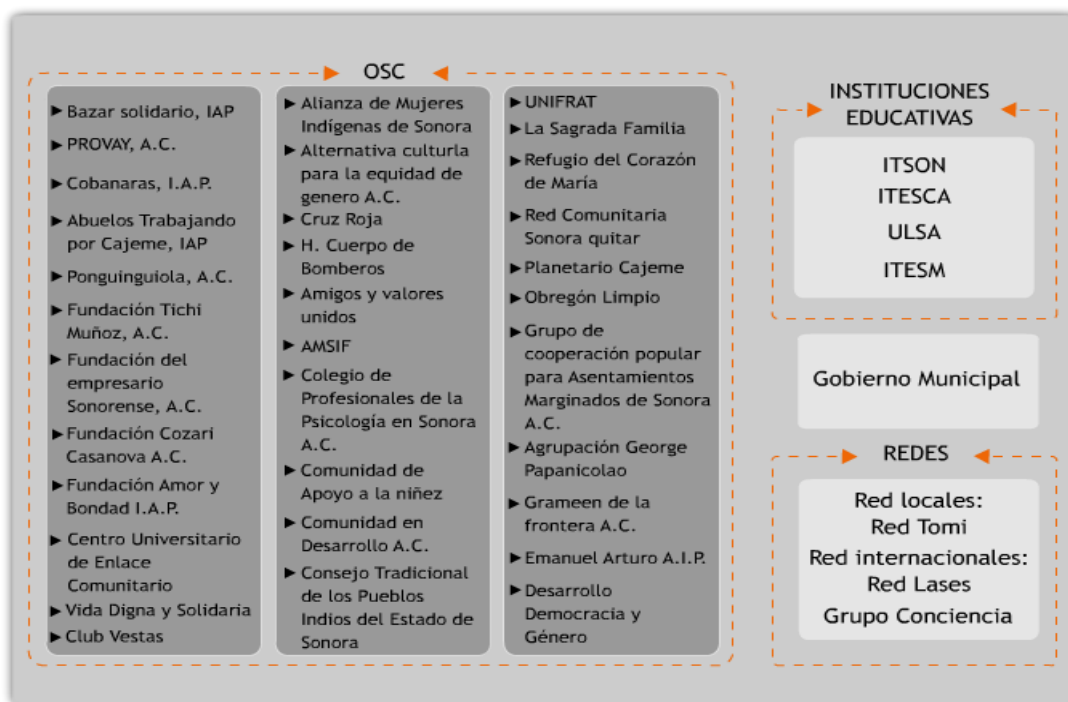 OSC
Bazar solidario, IAP
PROVAY, A.C.
Cobanaras, I.A.P.
Abuelos Trabajando
por Cajeme, IAP
Ponguinguiola, A.C.
Fundación Tichi
Muñoz, A.C.
Fundación del
empresario
Sonorense, A.C.
Fundación Cozari
Casanova A.C.
Fundación Amor y
Bondad I.A.P.
Centro Universitario
de Enlace
Comunitario
Vida Digna y Solidaria
Club Vestas
Alianza de Mujeres
Indígenas de Sonora
Alternativa culturla
para la equidad de
genero A.C.
Cruz Roja
H. Cuerpo de
Bomberos
Amigos y valores
unidos
AMSIF
Colegio de
Profesionales de la
Psicología en Sonora
A.C.
Comunidad de
Apoyo a la niñez
Comunidad en
Desarrollo A.C.
Consejo Tradicional
de los Pueblos
Indios del Estado de
Sonora
UNIFRAT
La Sagrada Familia
Refugio del Corazón
de María
Red Comunitaria
Sonora quitar
Planetario Cajeme
Obregón Limpio
Grupo de
cooperación popular
para Asentamientos
Marginados de Sonora
A.C.
Agrupación George
Papanicolao
Grameen de la
frontera A.C.
Emanuel Arturo A.I.P.
Desarrollo
Democracia y
Género
INSTITUCIONES
EDUCATIVAS
ITSON
ITESCA
ULSA
ITESM
Gobierno Municipal
REDES
Red locales:
Red Tomi
Red internacionales:
Red Lases
Grupo Conciencia